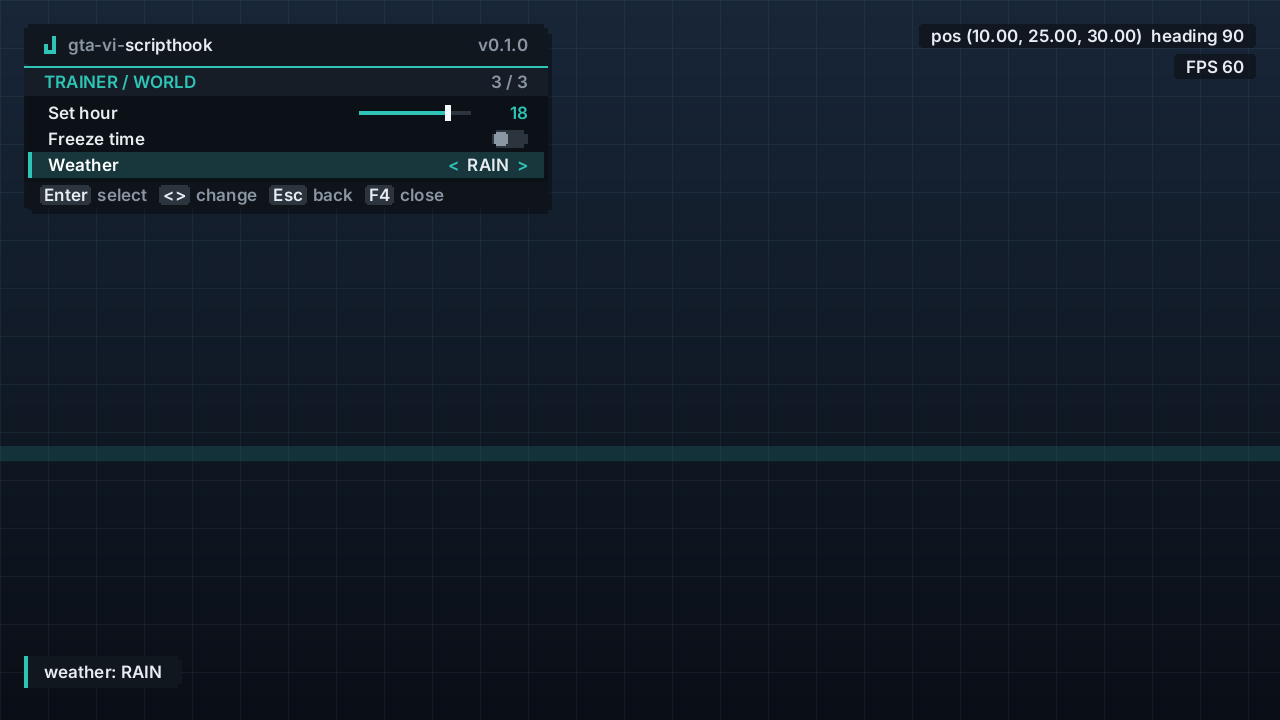 gta-vi-scripthook v0.1.0
TRAINER / WORLD 3 / 3
Set hour 18
Freeze time
Weather < RAIN >
Enter select <> change Esc back F4 close
pos (10.00, 25.00, 30.00) heading 90
FPS 60
weather: RAIN